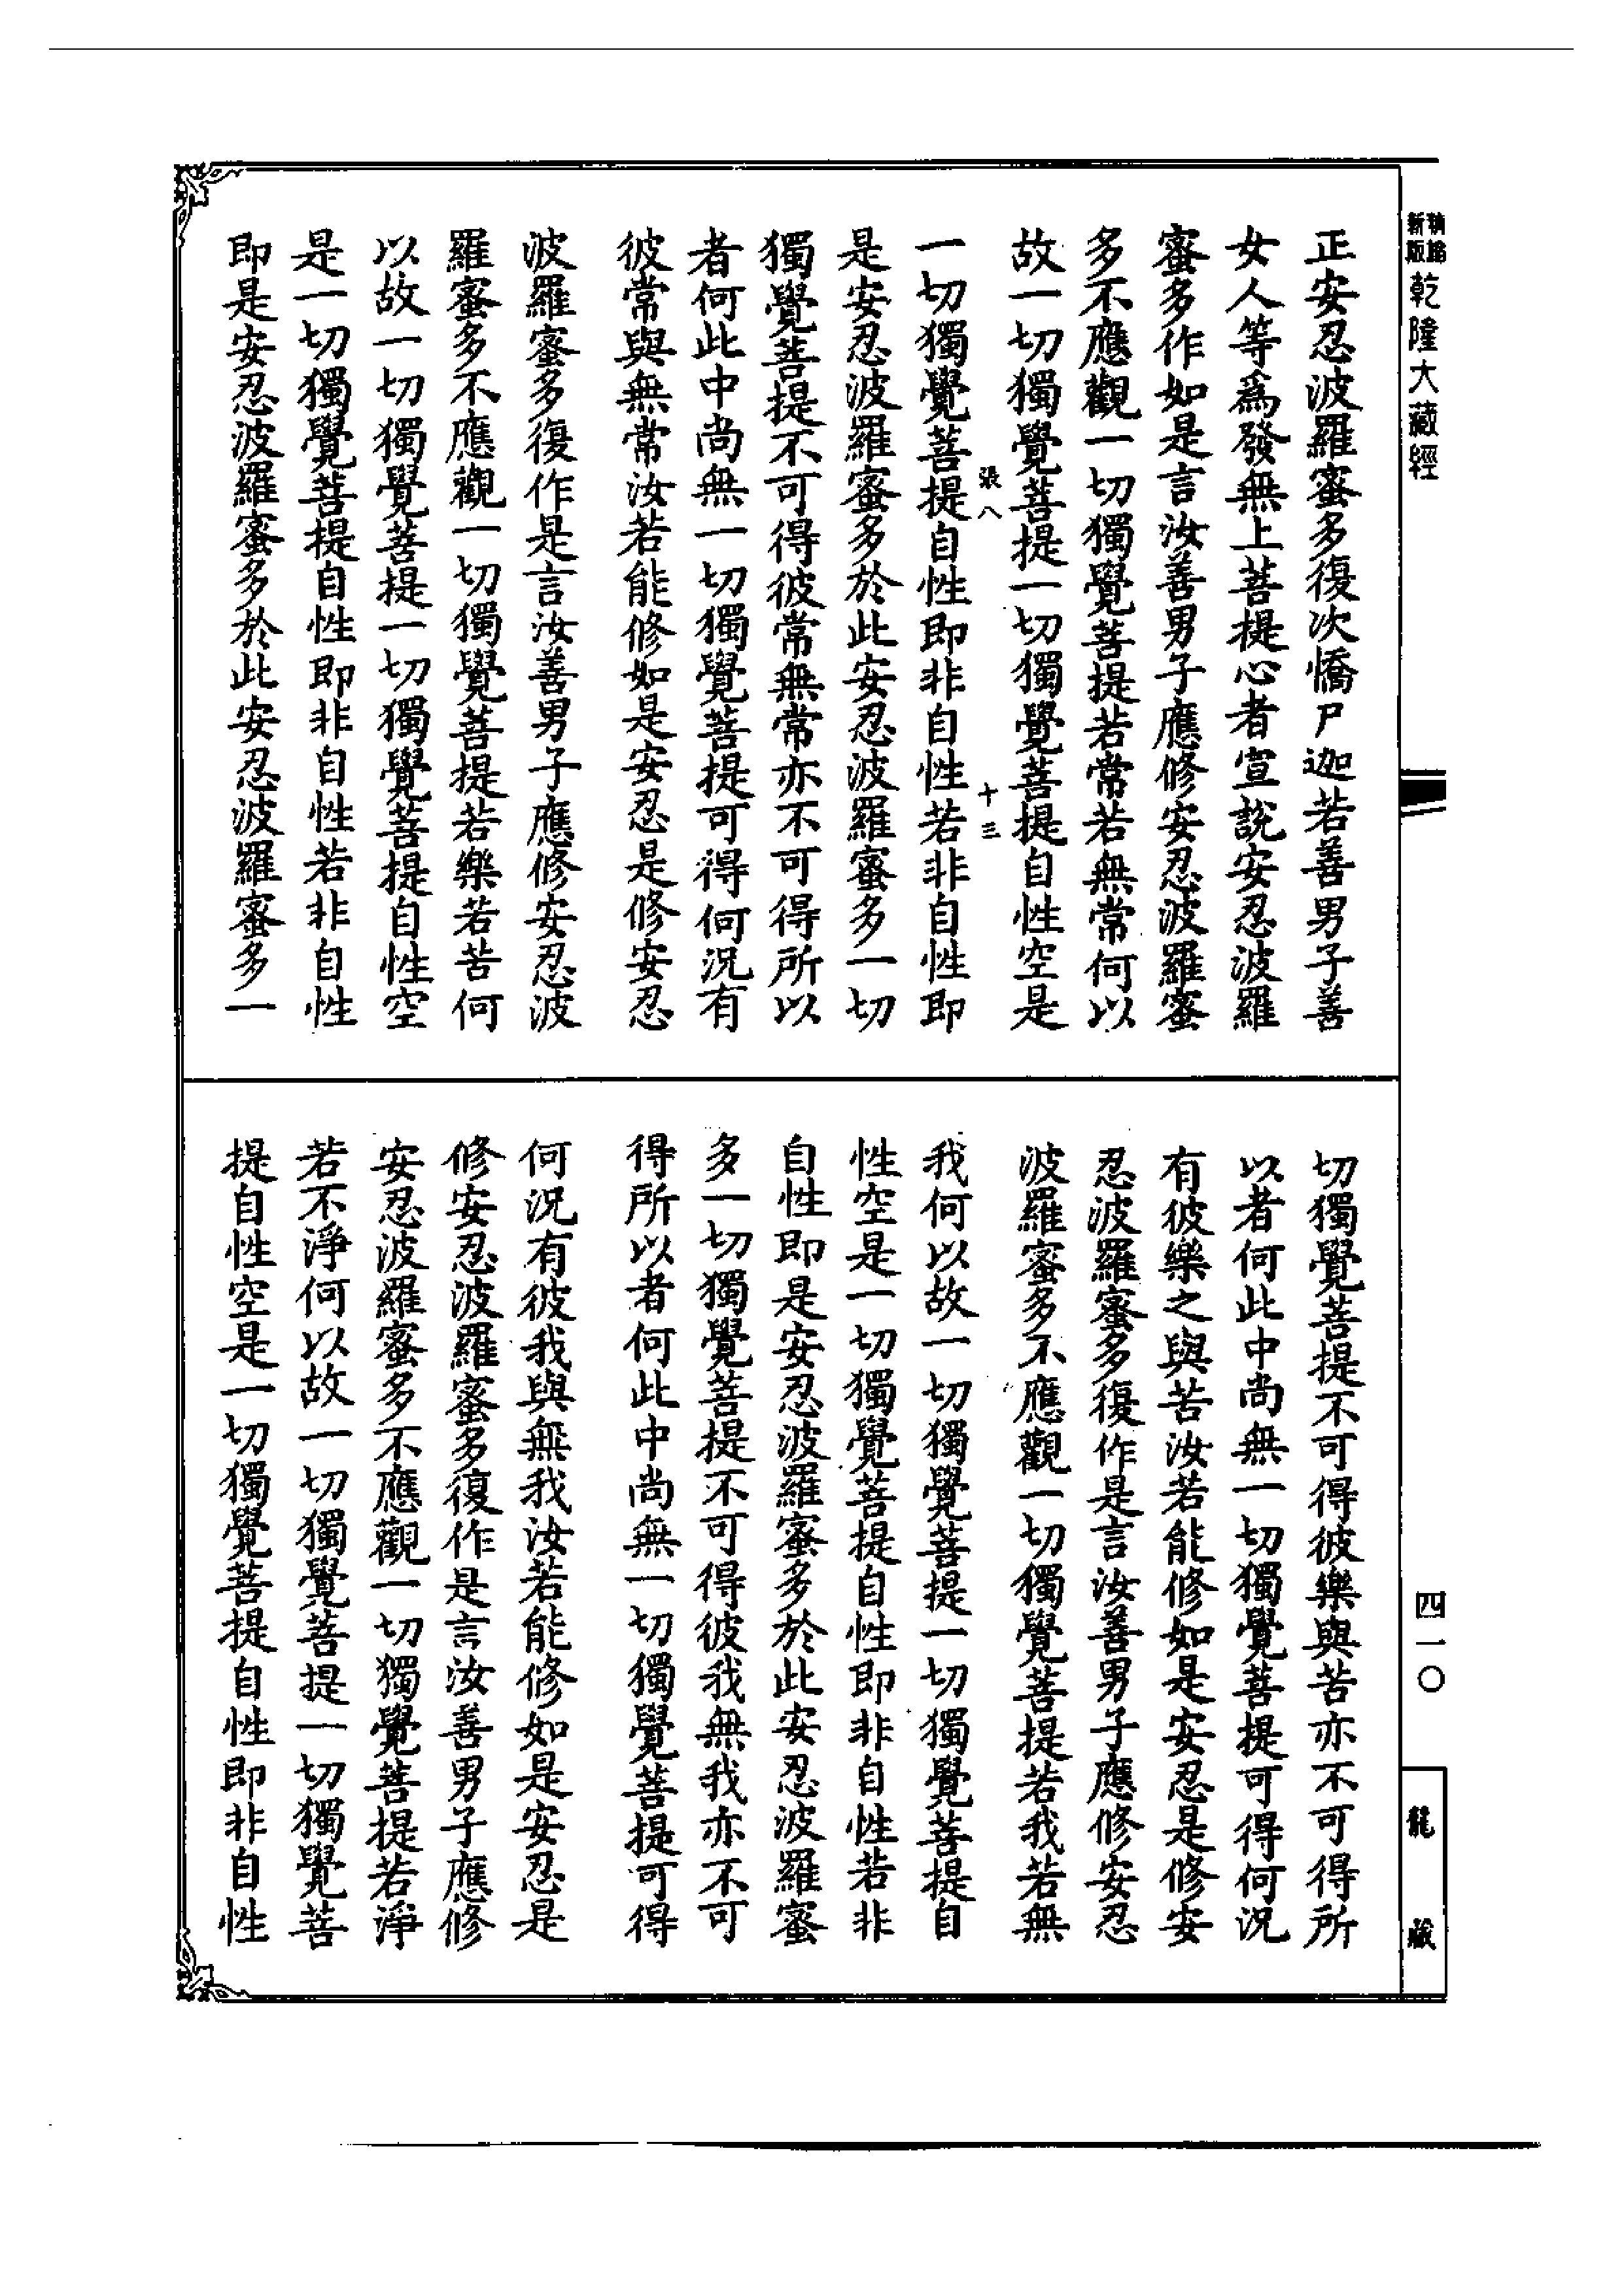 新版
精縮
乾隆大藏經
正安忍波羅蜜多復次憍尸迦若善男子善
女人等爲發無上菩提心者宣說安忍波羅
蜜多作如是言汝善男子應修安忍波羅蜜
多不應觀一切獨覺菩提若常若無常何以
故一切獨覺菩提一切獨覺菩提自性空是
張八 十三
一切獨覺菩提自性即非自性若非自性即
是安忍波羅蜜多於此安忍波羅蜜多一切
獨覺菩提不可得彼常無常亦不可得所以
者何此中尚無一切獨覺菩提可得何況有
彼常與無常汝若能修如是安忍是修安忍
波羅蜜多復作是言汝善男子應修安忍波
羅蜜多不應觀一切獨覺菩提若樂若苦何
以故一切獨覺菩提一切獨覺菩提自性空
是一切獨覺菩提自性即非自性若非自性
即是安忍波羅蜜多於此安忍波羅蜜多一
切獨覺菩提不可得彼樂與苦亦不可得所
以者何此中尚無一切獨覺菩提可得何況
有彼樂之與苦汝若能修如是安忍是修安
忍波羅蜜多復作是言汝善男子應修安忍
波羅蜜多不應觀一切獨覺菩提若我若無
我何以故一切獨覺菩提一切獨覺菩提自
性空是一切獨覺菩提自性即非自性若非
自性即是安忍波羅蜜多於此安忍波羅蜜
多一切獨覺菩提不可得彼我無我亦不可
得所以者何此中尚無一切獨覺菩提可得
何況有彼我與無我汝若能修如是安忍是
修安忍波羅蜜多復作是言汝善男子應修
安忍波羅蜜多不應觀一切獨覺菩提若淨
若不淨何以故一切獨覺菩提一切獨覺菩
提自性空是一切獨覺菩提自性即非自性
四一〇
龍藏